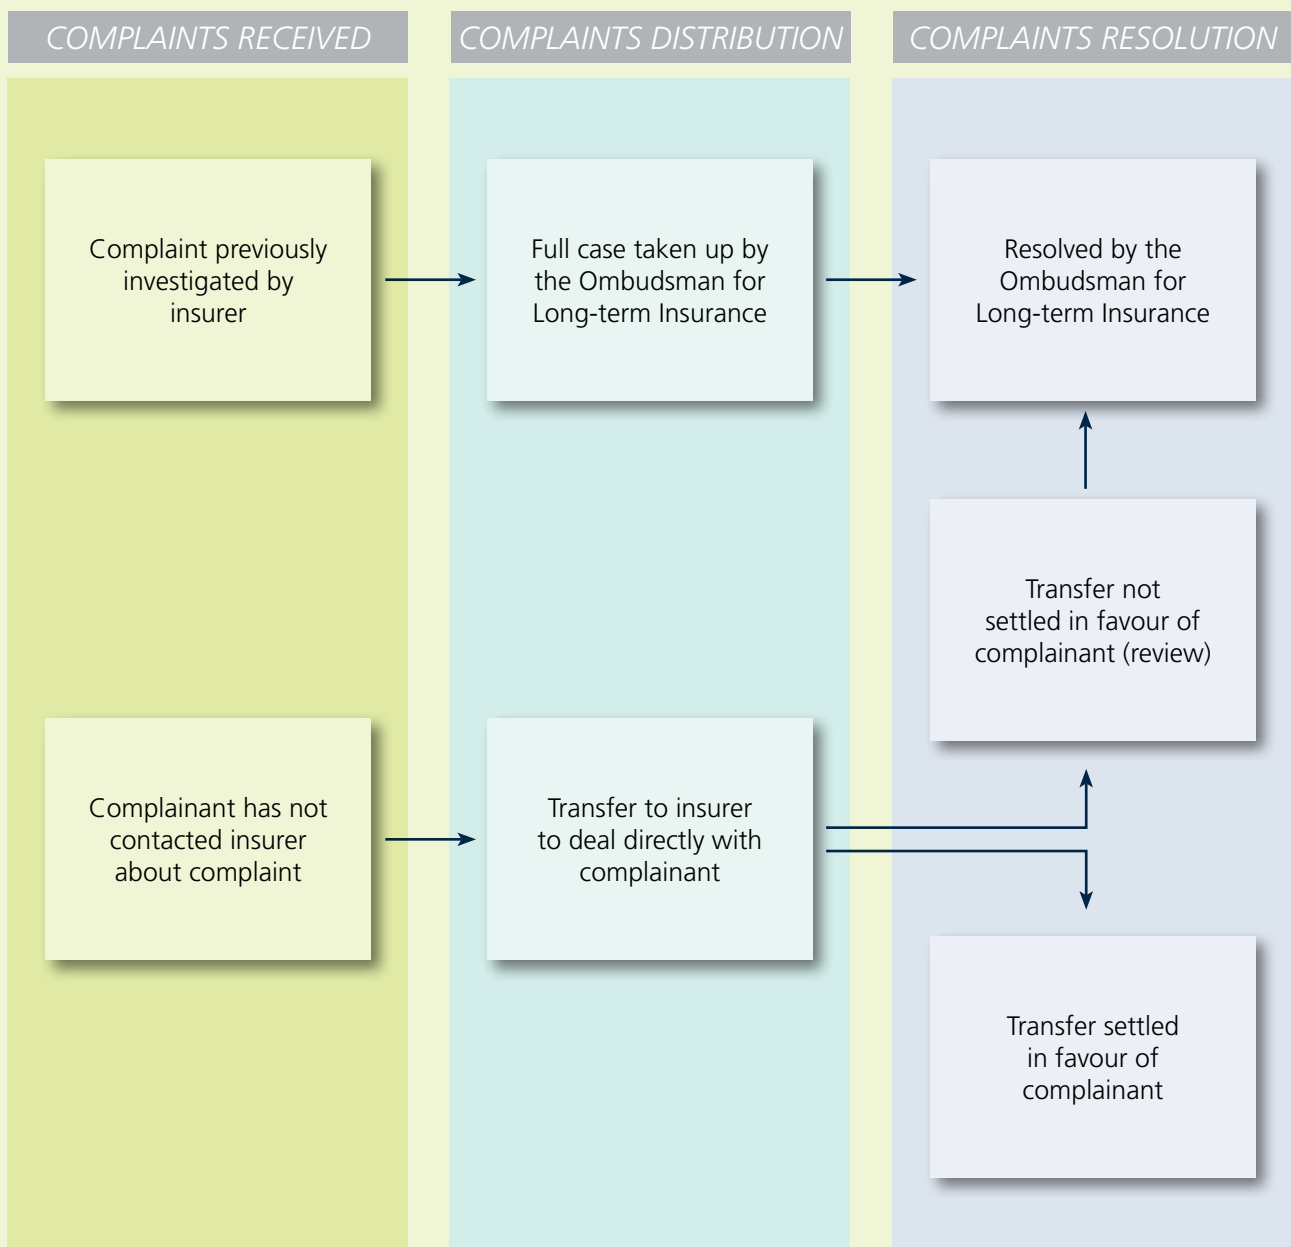 COMPLAINTS RECEIVED
COMPLAINTS DISTRIBUTION
COMPLAINTS RESOLUTION
Complaint previously
investigated by
insurer
Full case taken up by
the Ombudsman for
Long-term Insurance
Resolved by the
Ombudsman for
Long-term Insurance
Transfer not
settled in favour of
complainant (review)
Complainant has not
contacted insurer
about complaint
Transfer to insurer
to deal directly with
complainant
Transfer settled
in favour of
complainant